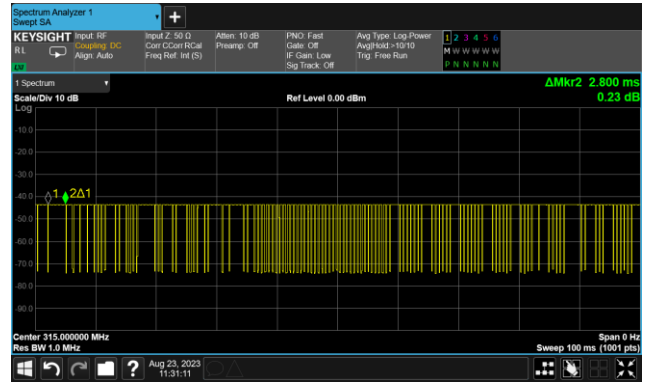 Spectrum Analyzer 1
Swept SA
KEYSIGHT
RL
Input: RF
Coupling: DC
Align: Auto
Input Z: 50 Ω
Corr CCorr RCal
Freq Ref: Int (S)
Atten: 10 dB
Preamp: Off
PNO: Fast
Gate: Off
IF Gain: Low
Sig Track: Off
Avg Type: Log-Power
Avg|Hold:>10/10
Trig: Free Run
1 2 3 4 5 6
M W W W W W
P N N N N N
1 Spectrum
Scale/Div 10 dB
Ref Level 0.00 dBm
ΔMkr2 2.800 ms
0.23 dB
Log
-10.0
-20.0
-30.0
-40.0
1
2Δ1
-50.0
-60.0
-70.0
-80.0
-90.0
Center 315.000000 MHz
Span 0 Hz
Res BW 1.0 MHz
Sweep 100 ms (1001 pts)
?
Aug 23, 2023
11:31:11